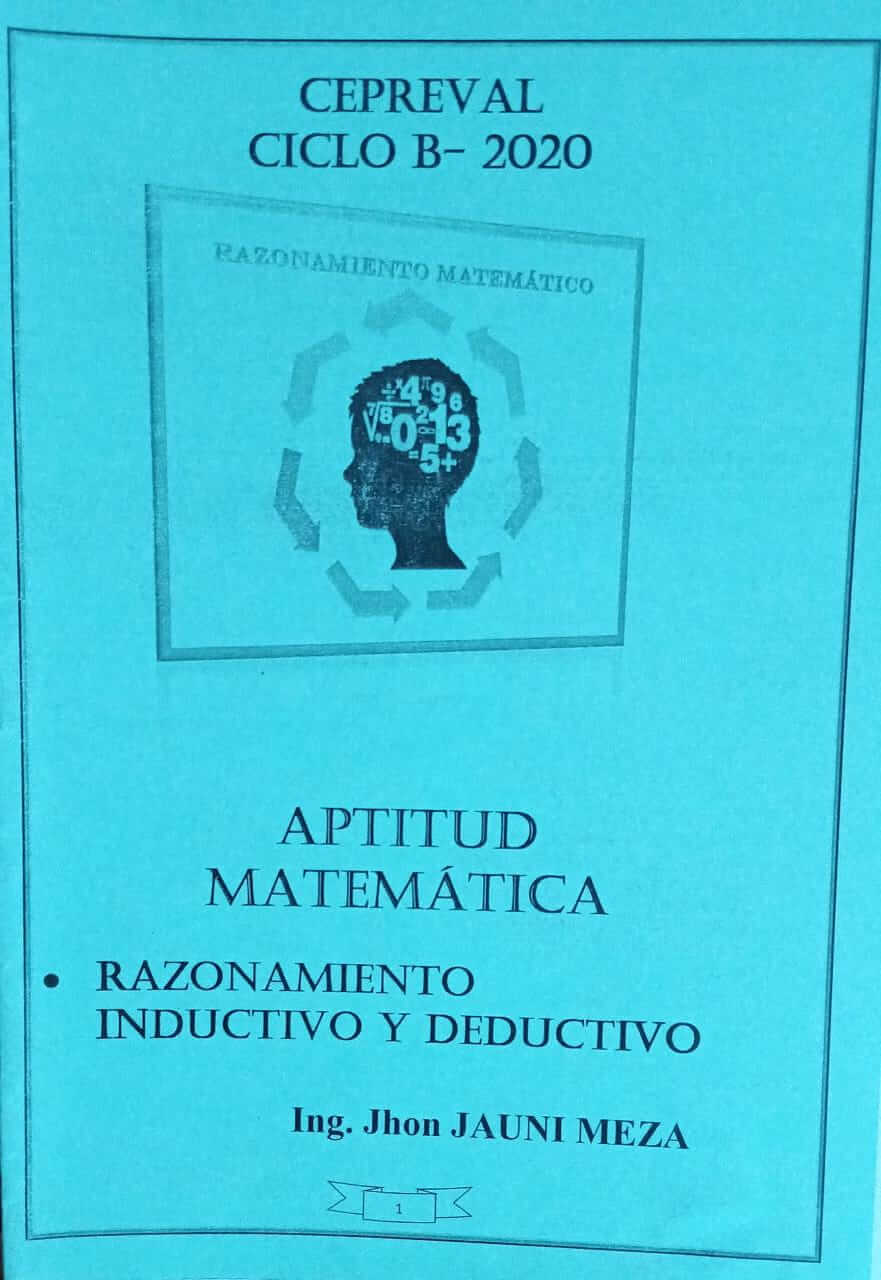 CEPREVAL
CICLO B- 2020
RAZONAMIENTO MATEMÁTICO
÷ x 4 π 9 6
7 √8 0 2 = 13
= 5 +
APTITUD
MATEMÁTICA
• RAZONAMIENTO
INDUCTIVO Y DEDUCTIVO
Ing. Jhon JAUNI MEZA
1